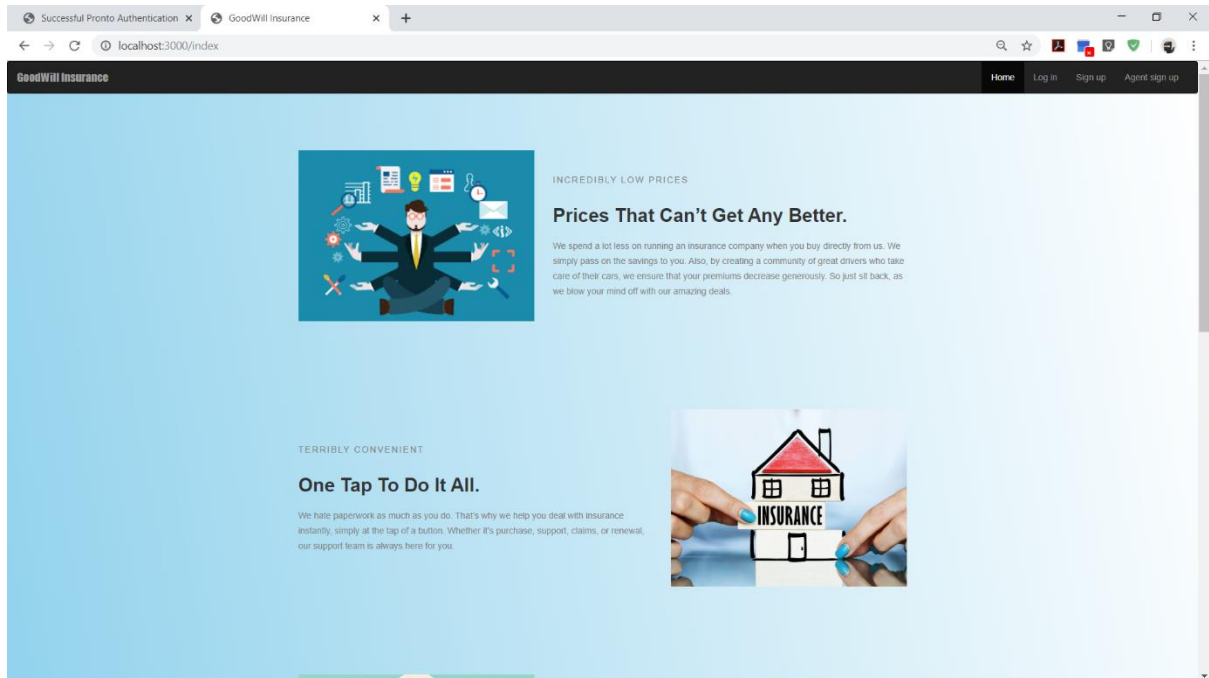 Successful Pronto Authentication
GoodWill Insurance
localhost:3000/index
GoodWill Insurance
Home Log in Sign up Agent sign up
INCREDIBLY LOW PRICES
Prices That Can't Get Any Better.
We spend a lot less on running an insurance company when you buy directly from us. We
simply pass on the savings to you. Also, by creating a community of great drivers who take
care of their cars, we ensure that your premiums decrease generously. So just sit back, as
we blow your mind off with our amazing deals.
TERRIBLY CONVENIENT
One Tap To Do It All.
We hate paperwork as much as you do. That's why we help you deal with insurance
instantly, simply at the tap of a button. Whether it's purchase, support, claims, or renewal,
our support team is always here for you.
INSURANCE